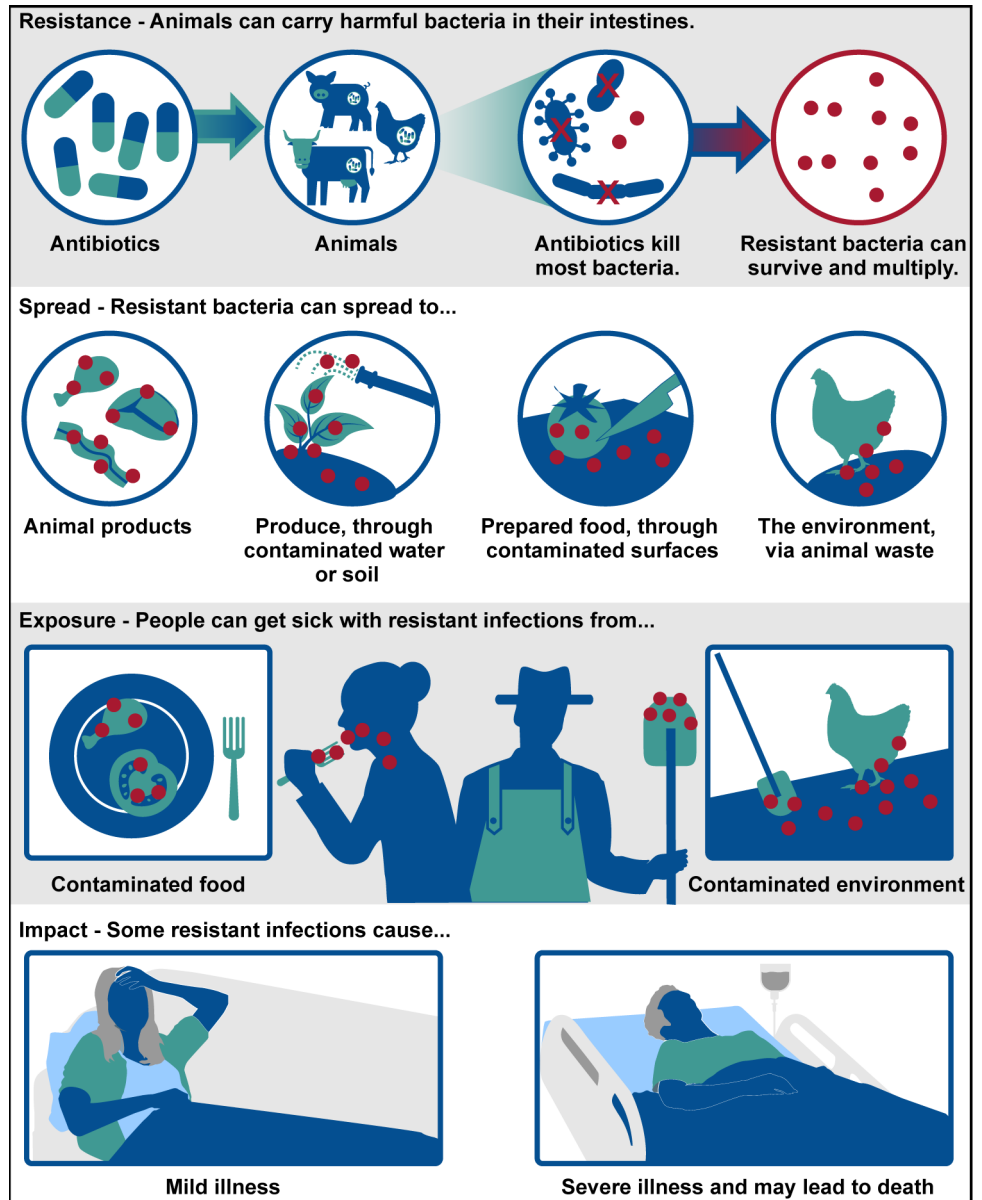 Resistance - Animals can carry harmful bacteria in their intestines.
Antibiotics
Animals
Antibiotics kill
most bacteria.
Resistant bacteria can
survive and multiply.
Spread - Resistant bacteria can spread to...
Animal products
Produce, through
contaminated water
or soil
Prepared food, through
contaminated surfaces
The environment,
via animal waste
Exposure - People can get sick with resistant infections from...
Contaminated food
Contaminated environment
Impact - Some resistant infections cause...
Mild illness
Severe illness and may lead to death